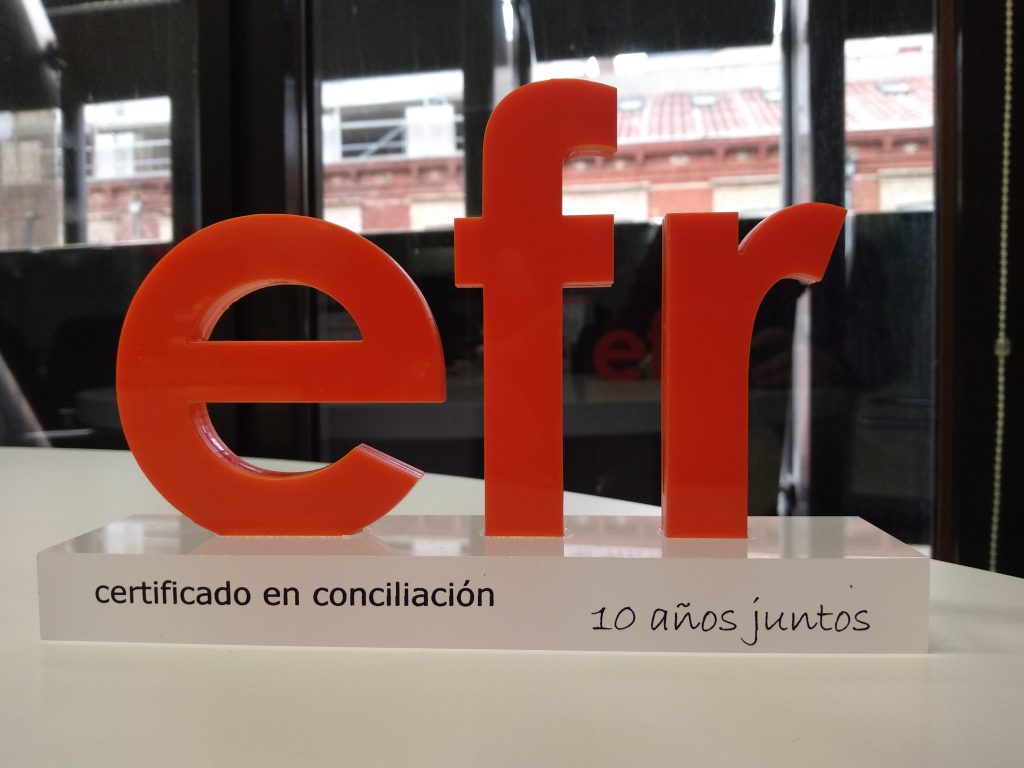 efr
certificado en conciliación
10 años juntos